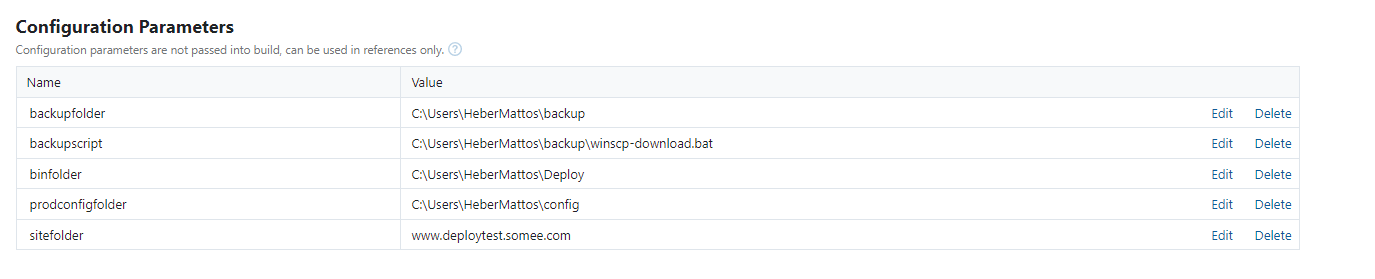 Configuration Parameters
Configuration parameters are not passed into build, can be used in references only. ?
Name Value
backupfolder C:\Users\HeberMattos\backup Edit Delete
backupscript C:\Users\HeberMattos\backup\winscp-download.bat Edit Delete
binfolder C:\Users\HeberMattos\Deploy Edit Delete
prodconfigfolder C:\Users\HeberMattos\config Edit Delete
sitefolder www.deploytest.somee.com Edit Delete